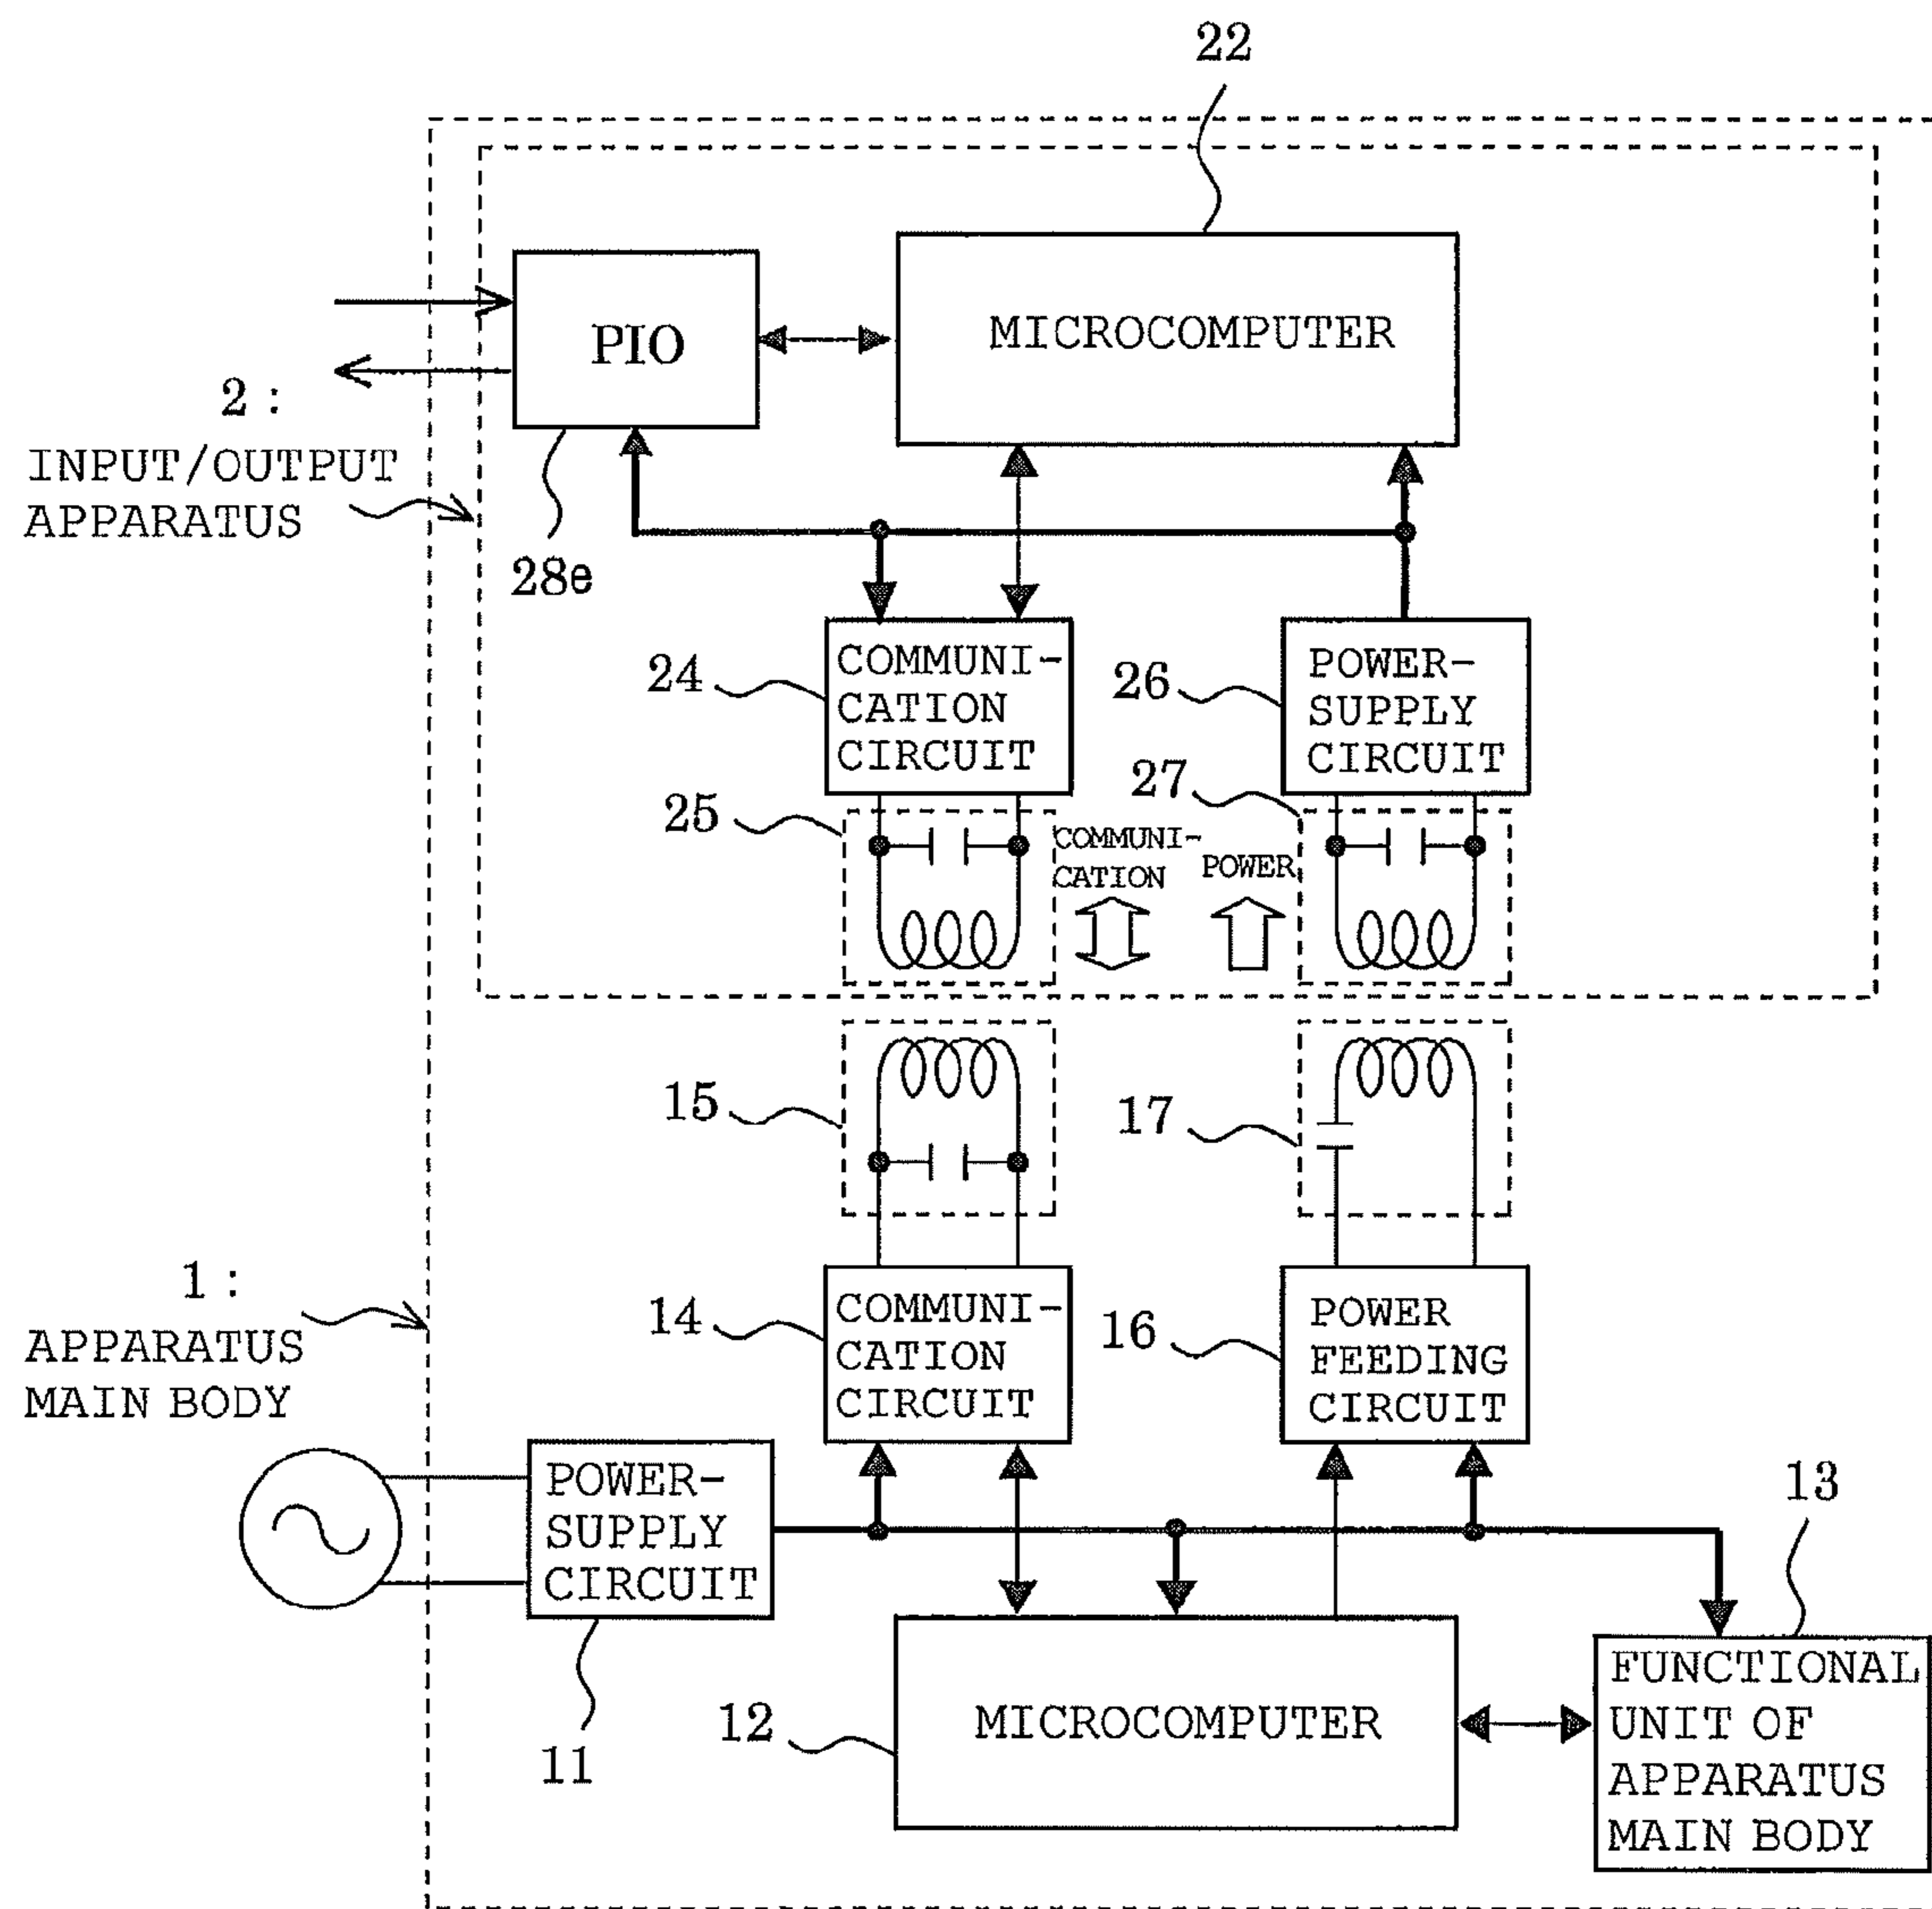 22
PIO
MICROCOMPUTER
2 :
INPUT/OUTPUT
APPARATUS
28e
24
COMMUNI-
CATION
CIRCUIT
26
POWER-
SUPPLY
CIRCUIT
25
27
COMMUNI-
CATION
POWER
15
17
1 :
APPARATUS
MAIN BODY
14
COMMUNI-
CATION
CIRCUIT
16
POWER
FEEDING
CIRCUIT
POWER-
SUPPLY
CIRCUIT
11
13
12
MICROCOMPUTER
FUNCTIONAL
UNIT OF
APPARATUS
MAIN BODY